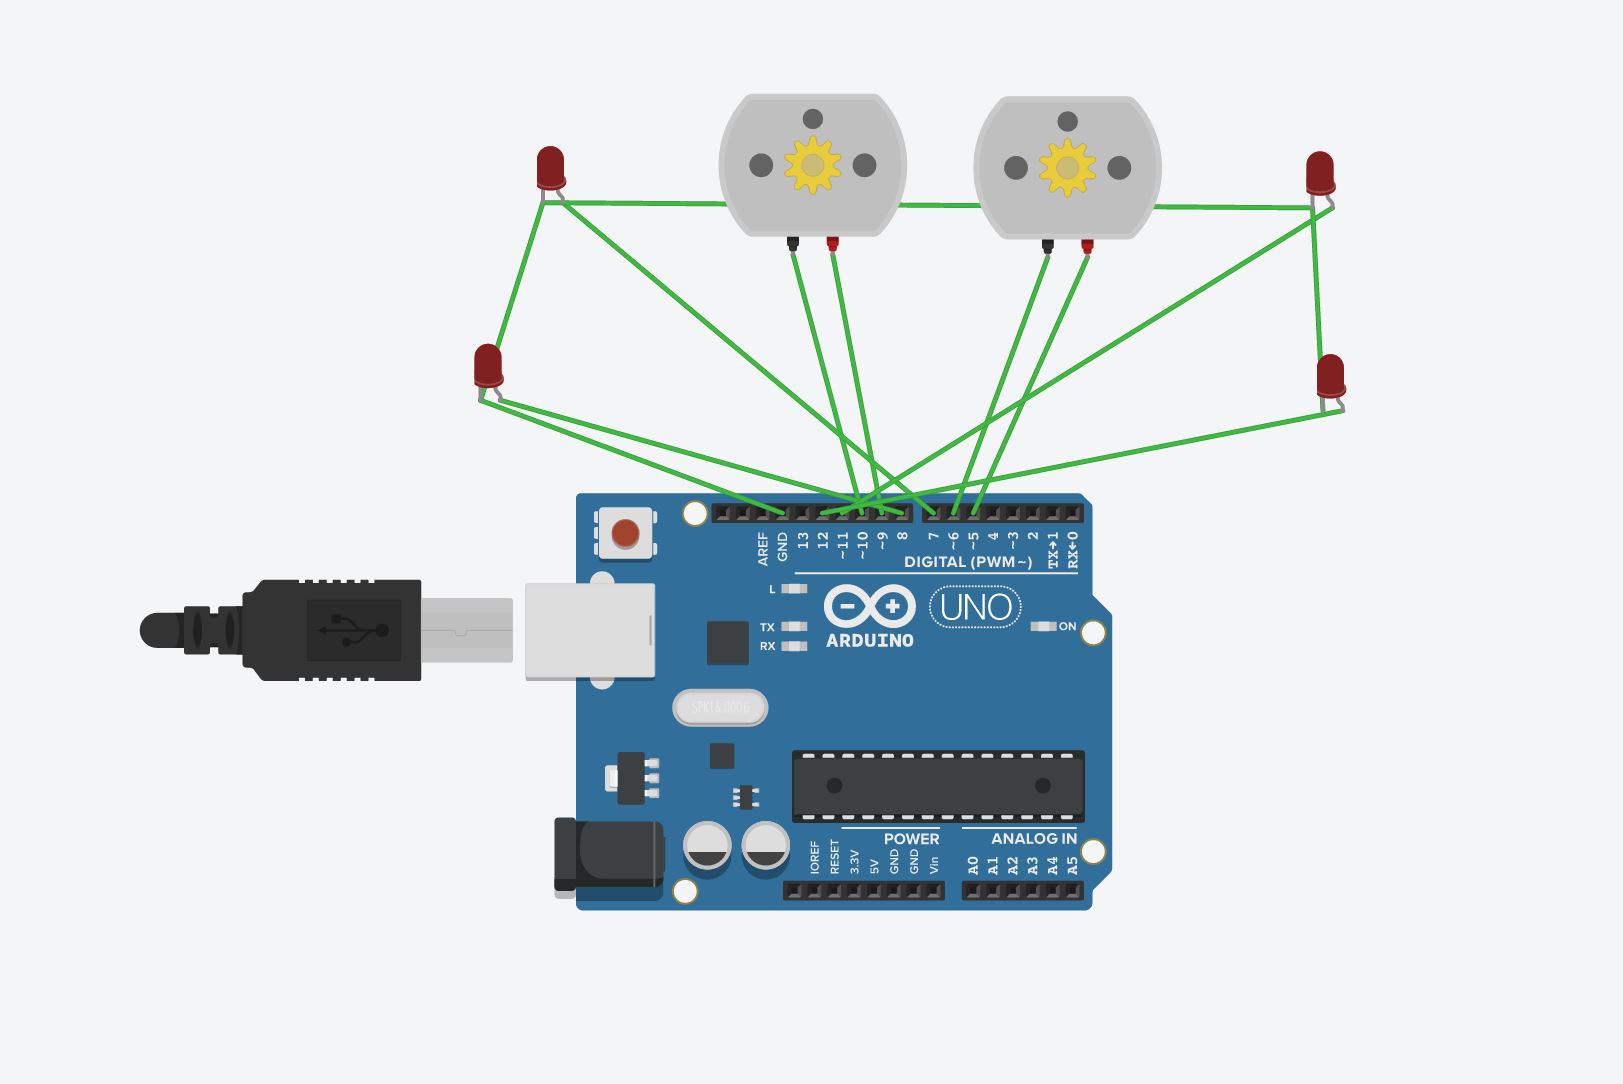 AREF
GND
13
12
~11
~10
~9
8
7
~6
~5
4
~3
2
TX→1
RX←0
DIGITAL (PWM~)
L
TX
RX
ARDUINO
UNO
ON
SPK16.000G
POWER
ANALOG IN
IOREF
RESET
3.3V
5V
GND
GND
Vin
A0
A1
A2
A3
A4
A5